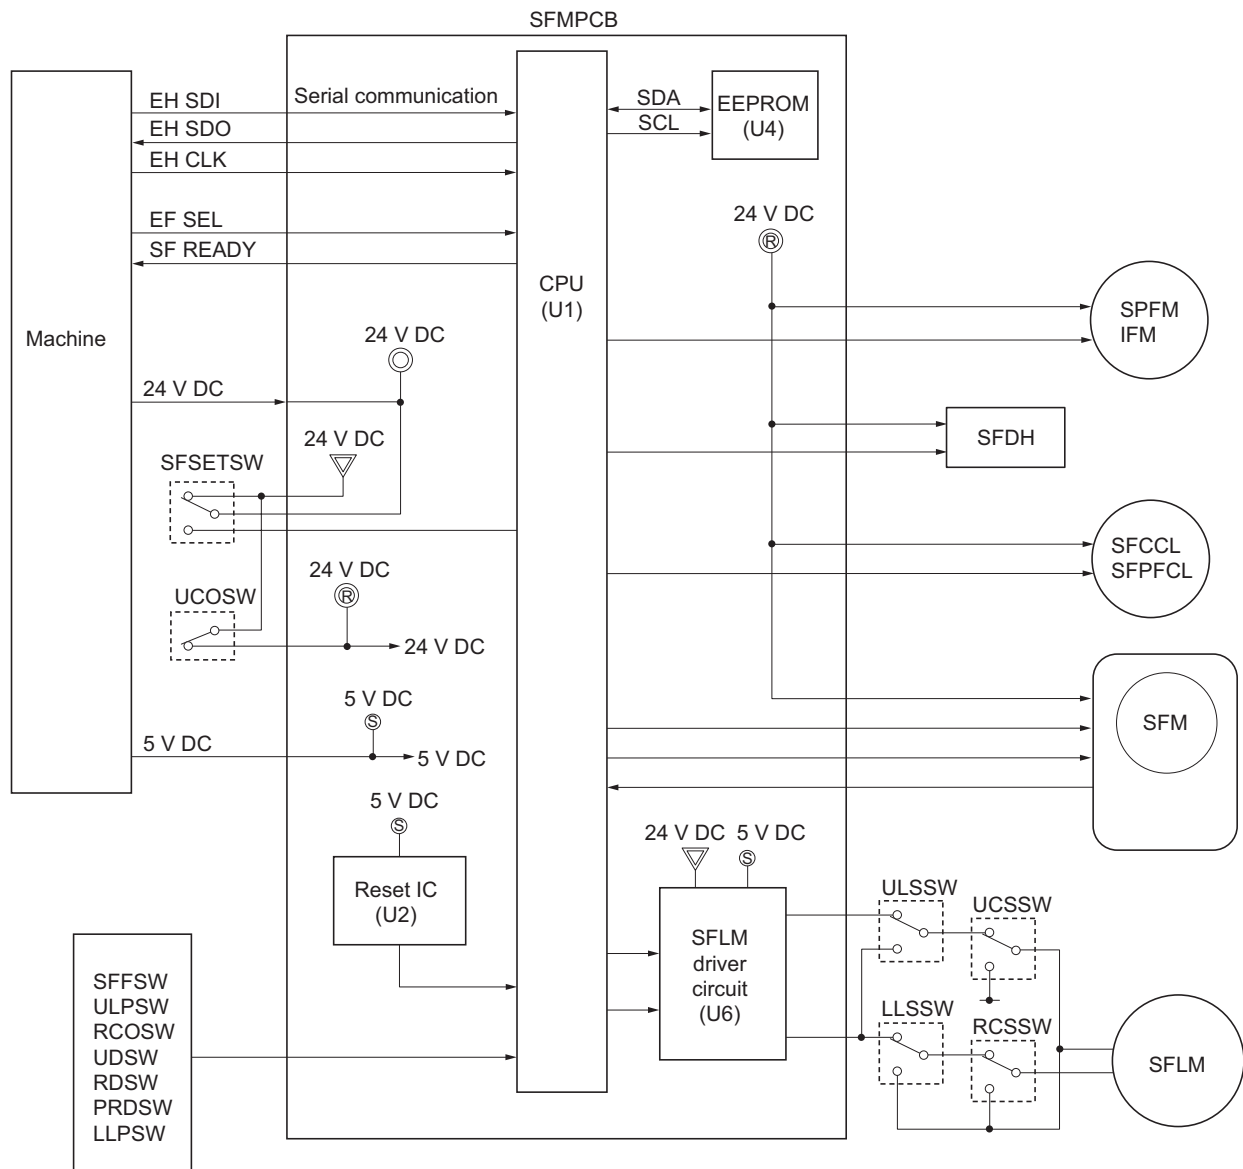 SFMPCB
EH SDI
Serial communication
EH SDO
EH CLK
EF SEL
SF READY
Machine
CPU
(U1)
SDA
SCL
EEPROM
(U4)
24 V DC
R
SPFM
IFM
24 V DC
24 V DC
24 V DC
SFSETSW
SFDH
SFCCL
SFPFCL
24 V DC
R
UCOSW
24 V DC
5 V DC
S
5 V DC
5 V DC
SFM
5 V DC
S
Reset IC
(U2)
24 V DC
5 V DC
S
SFLM
driver
circuit
(U6)
ULSSW
UCSSW
LLSSW
RCSSW
SFLM
SFFSW
ULPSW
RCOSW
UDSW
RDSW
PRDSW
LLPSW